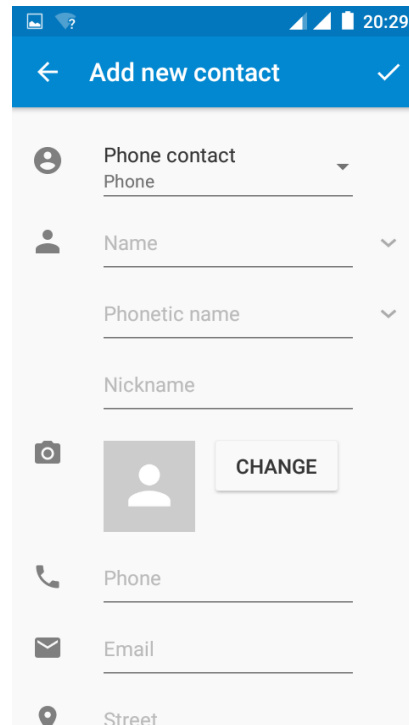 20:29
Add new contact
Phone contact
Phone
Name
Phonetic name
Nickname
CHANGE
Phone
Email
Street